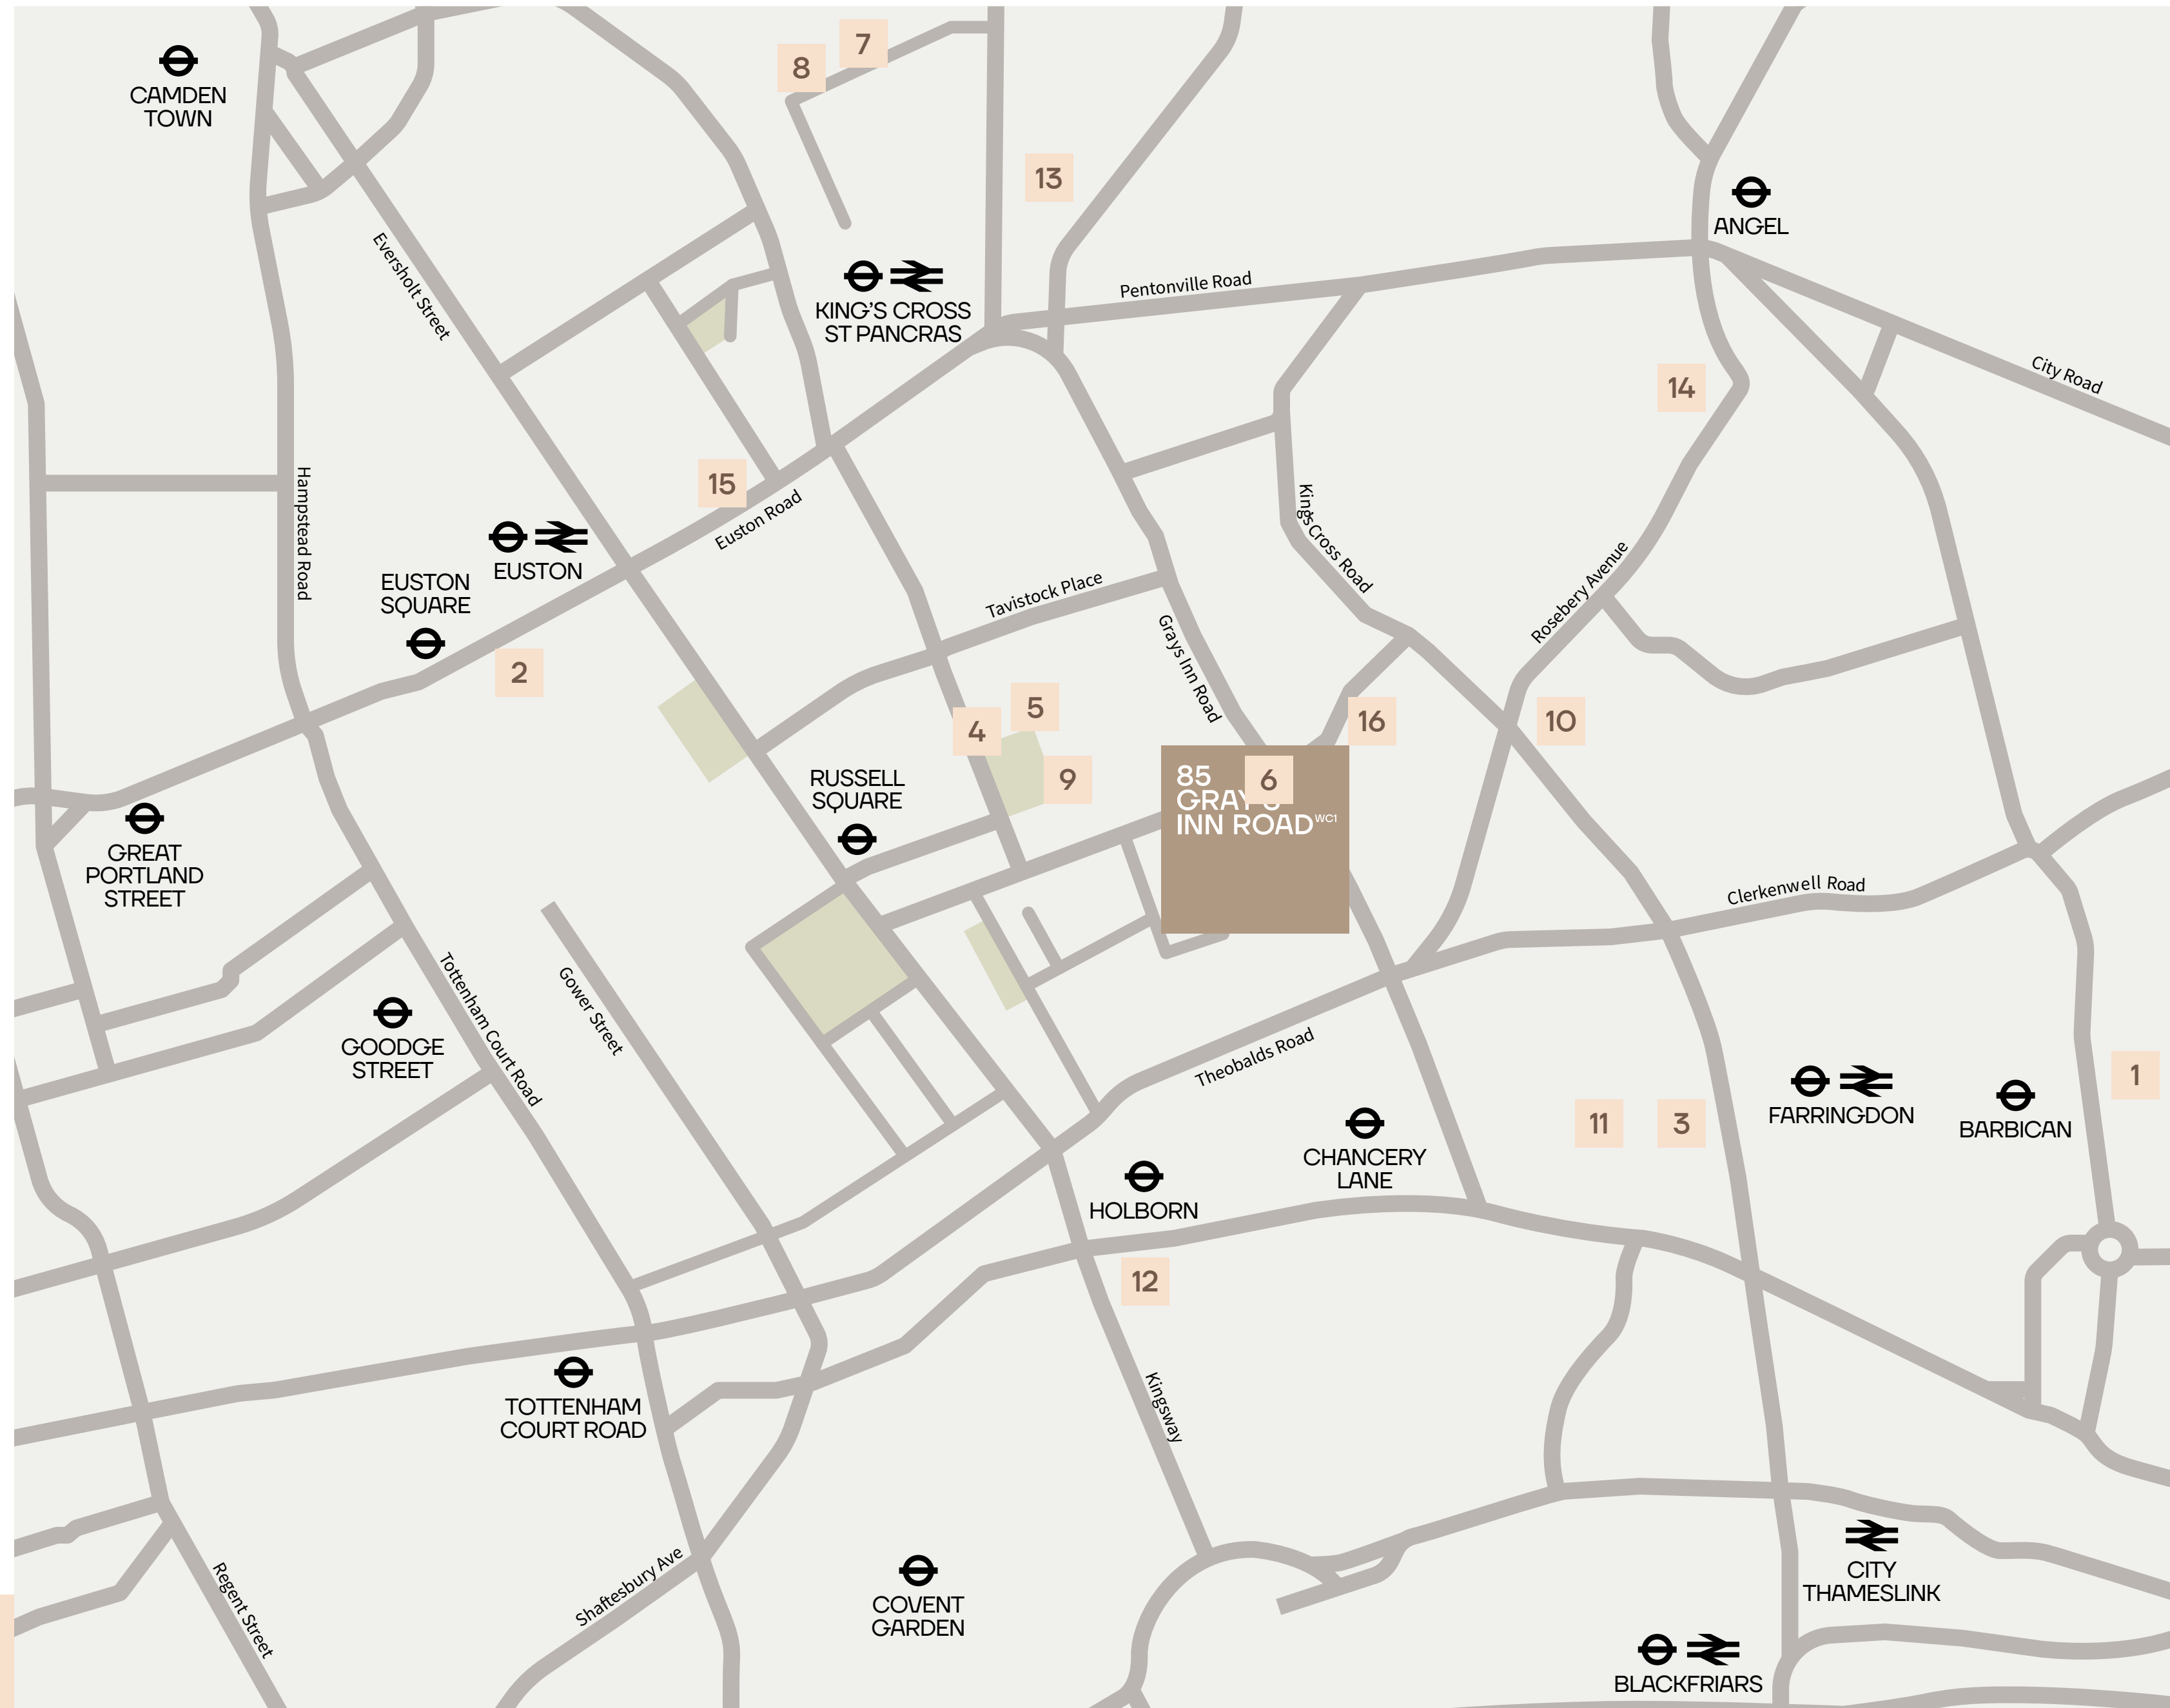 7
8
CAMDEN
TOWN
13
ANGEL
Eversholt Street
Pentonville Road
KING'S CROSS
ST PANCRAS
City Road
14
Hampstead Road
15
Euston Road
King's Cross Road
EUSTON
EUSTON
SQUARE
Tavistock Place
Rosebery Avenue
2
Grays Inn Road
5
4
16
10
9
6
RUSSELL
SQUARE
85
GRAY'S
INN ROAD WC1
GREAT
PORTLAND
STREET
Clerkenwell Road
Tottenham Court Road
Gower Street
GOODGE
STREET
Theobalds Road
1
FARRINGDON
BARBICAN
11
3
CHANCERY
LANE
HOLBORN
12
Kingsway
TOTTENHAM
COURT ROAD
Shaftesbury Ave
Regent Street
COVENT
GARDEN
CITY
THAMESLINK
BLACKFRIARS